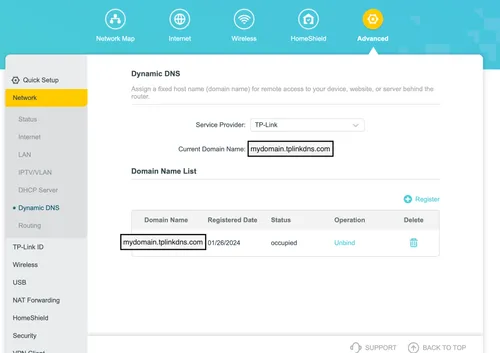 Network Map
Internet
Wireless
HomeShield
Advanced
Quick Setup
Network
Status
Internet
LAN
IPTV/VLAN
DHCP Server
Dynamic DNS
Routing
TP-Link ID
Wireless
USB
NAT Forwarding
HomeShield
Security
VPN Client
Dynamic DNS
Assign a fixed host name (domain name) for remote access to your device, website, or server behind the
router.
Service Provider: TP-Link
Current Domain Name: mydomain.tplinkdns.com
Domain Name List
Register
Domain Name Registered Date Status Operation Delete
mydomain.tplinkdns.com 01/26/2024 occupied Unbind
SUPPORT BACK TO TOP